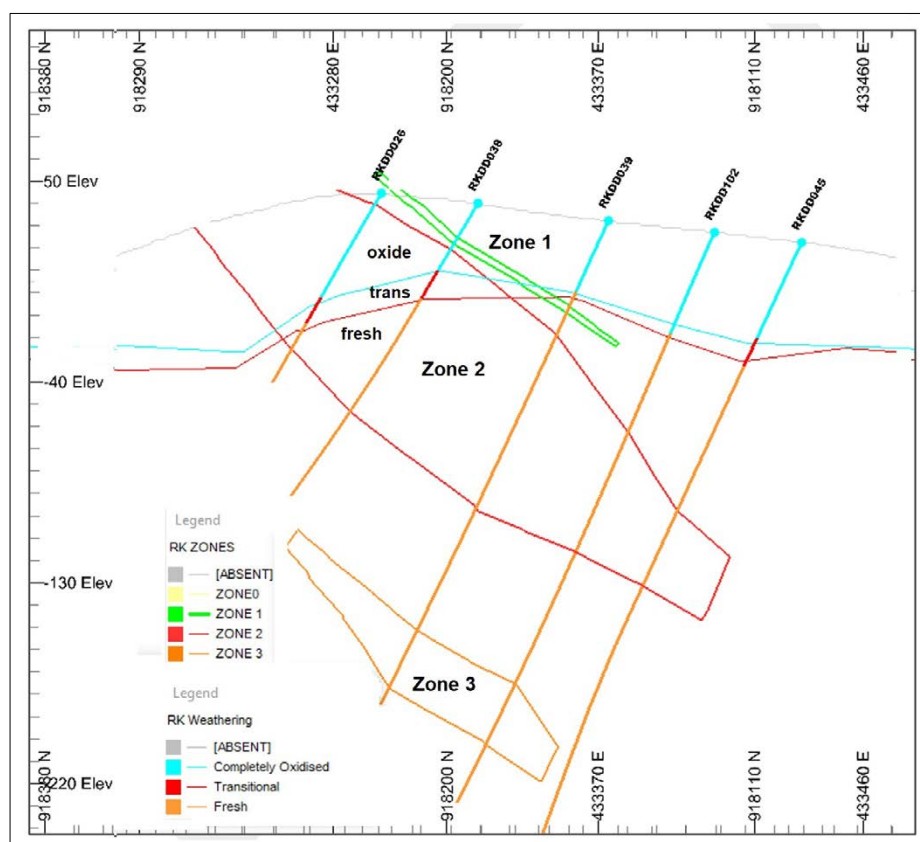 918380 N
918290 N
433280 E
918200 N
433370 E
918110 N
433460 E
RKDD026
RKDD038
RKDD039
RKDD102
RKDD045
50 Elev
Zone 1
oxide
trans
fresh
Zone 2
-40 Elev
Legend
RK ZONES
[ABSENT]
ZONE0
ZONE 1
ZONE 2
ZONE 3
-130 Elev
Zone 3
Legend
RK Weathering
[ABSENT]
Completely Oxidised
Transitional
Fresh
-220 Elev
918380 N
918200 N
433370 E
918110 N
433460 E